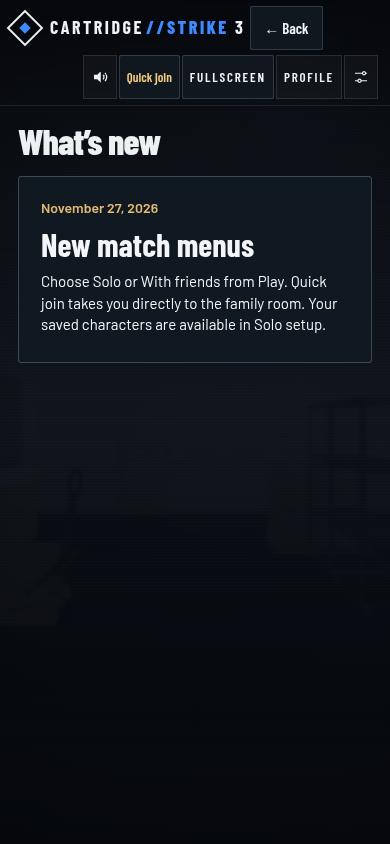 CARTRIDGE//STRIKE 3
← Back
Quick join
FULLSCREEN
PROFILE
What's new
November 27, 2026
New match menus
Choose Solo or With friends from Play. Quick
join takes you directly to the family room. Your
saved characters are available in Solo setup.